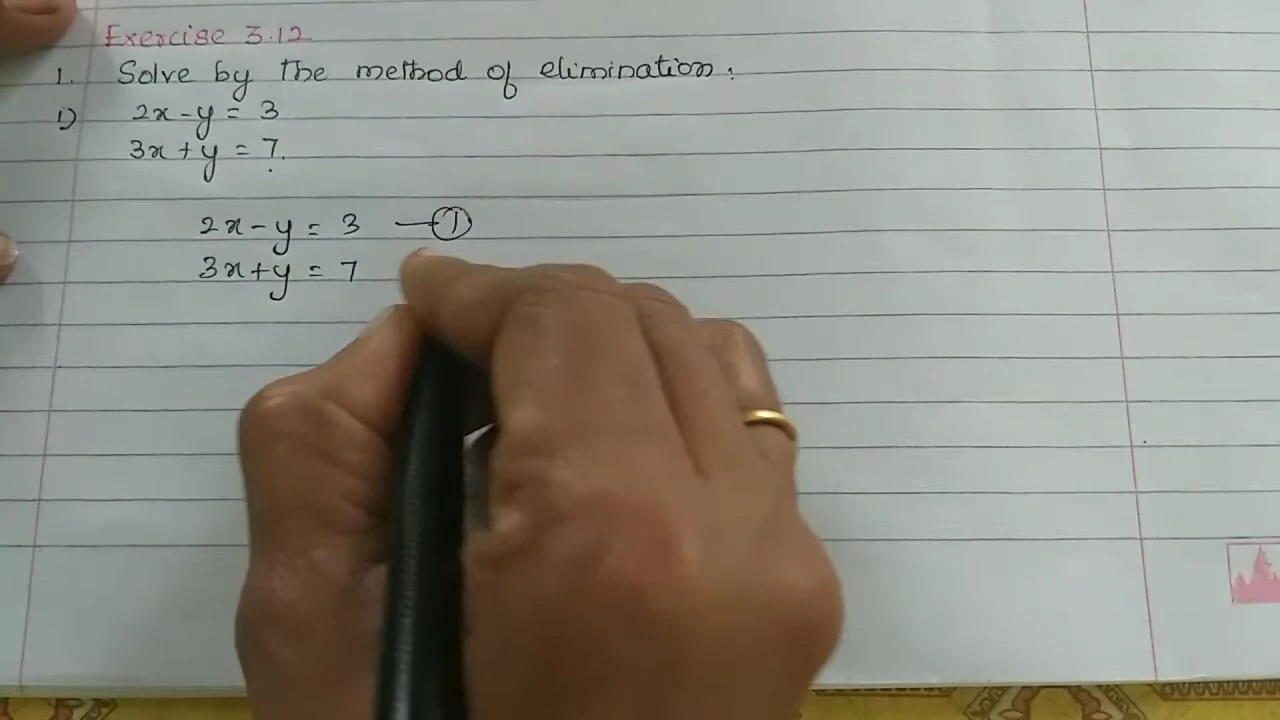 Exercise 3.12
1. Solve by the method of elimination:
i) 2x-y = 3
3x+y = 7.
2x-y = 3 —①
3x+y = 7